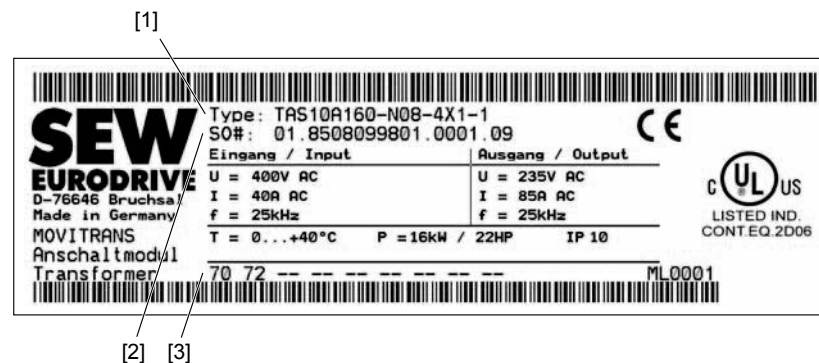 [1]
SEW
EURODRIVE
D-76646 Bruchsal
Made in Germany
MOVITRANS
Anschaltmodul
Transformer
Type: TAS10A160-N08-4X1-1
SO#: 01.8508099801.0001.09
Eingang / Input
U = 400V AC
I = 40A AC
f = 25kHz
Ausgang / Output
U = 235V AC
I = 85A AC
f = 25kHz
T = 0...+40°C P =16kW / 22HP IP 10
70 72 -- -- -- -- -- -- -- -- ML0001
CE
C UL US
LISTED IND.
CONT.EQ.2D06
[2] [3]